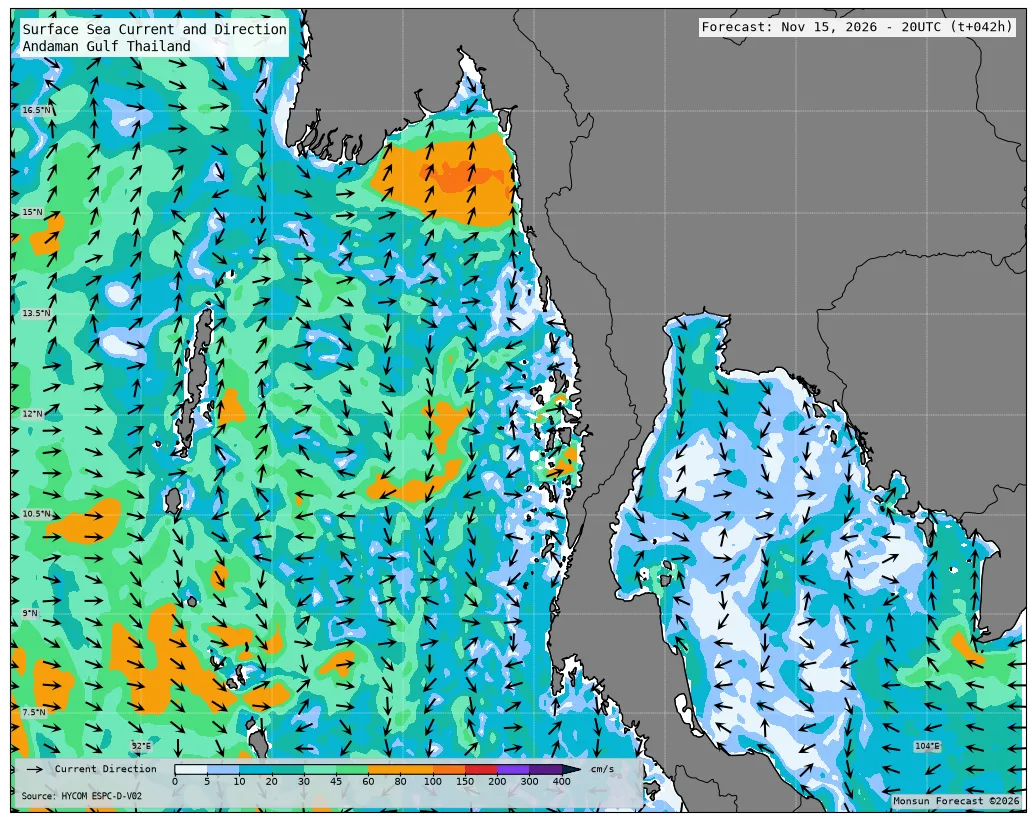 Surface Sea Current and Direction
Andaman Gulf Thailand
Forecast: Nov 15, 2026 - 20UTC (t+042h)
16.5°N
15°N
13.5°N
12°N
10.5°N
9°N
7.5°N
92°E
104°E
Current Direction
0 5 10 20 30 45 60 80 100 150 200 300 400 cm/s
Source: HYCOM ESPC-D-V02
Monsun Forecast ©2026